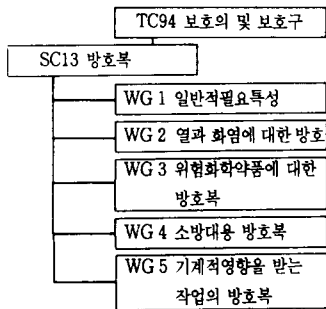 TC94 보호의 및 보호구
SC13 방호복
WG 1 일반적필요특성
WG 2 열과 화염에 대한 방호
WG 3 위험화학약품에 대한
방호복
WG 4 소방대용 방호복
WG 5 기계적영향을 받는
작업의 방호복